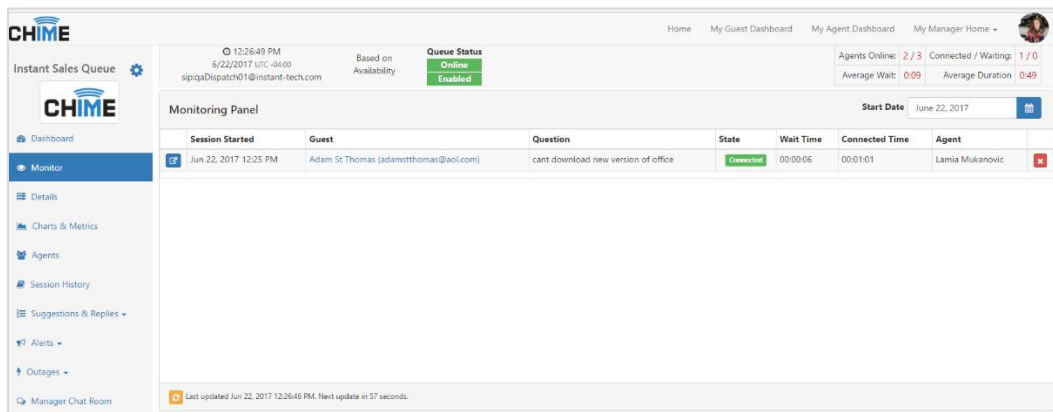 CHIME
Home My Guest Dashboard My Agent Dashboard My Manager Home
Instant Sales Queue
CHIME
12:26:49 PM
6/22/2017 UTC -04:00
sip:qaDispatch01@instant-tech.com
Based on
Availability
Queue Status
Online
Enabled
Agents Online: 2 / 3 Connected / Waiting: 1 / 0
Average Wait: 0:09 Average Duration 0:49
Dashboard
Monitor
Details
Charts & Metrics
Agents
Session History
Suggestions & Replies
Alerts
Outages
Manager Chat Room
Monitoring Panel
Start Date June 22, 2017
Session Started Guest Question State Wait Time Connected Time Agent
Jun 22, 2017 12:25 PM Adam St Thomas (adamstthomas@aol.com) cant download new version of office Connected 00:00:06 00:01:01 Lamia Mukanovic
Last updated Jun 22, 2017 12:26:46 PM. Next update in 57 seconds.